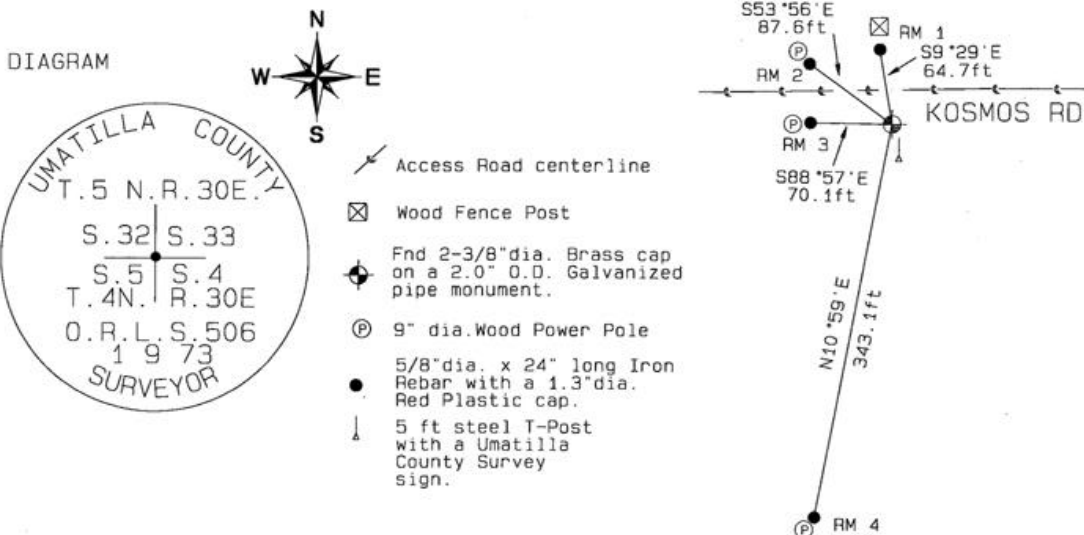 DIAGRAM
N
W E
S
UMATILLA COUNTY
T.5 N.R.30E.
S.32 S.33
S.5 S.4
T.4N. R.30E
O.R.L.S.506
1 9 73
SURVEYOR
Access Road centerline
Wood Fence Post
Fnd 2-3/8"dia. Brass cap
on a 2.0" O.D. Galvanized
pipe monument.
P 9" dia.Wood Power Pole
5/8"dia. x 24" long Iron
Rebar with a 1.3"dia.
Red Plastic cap.
5 ft steel T-Post
with a Umatilla
County Survey
sign.
S53°56'E
87.6ft
P
RM 1
S9°29'E
64.7ft
RM 2
KOSMOS RD
P
RM 3
S88°57'E
70.1ft
N10°59'E
343.1ft
P
RM 4